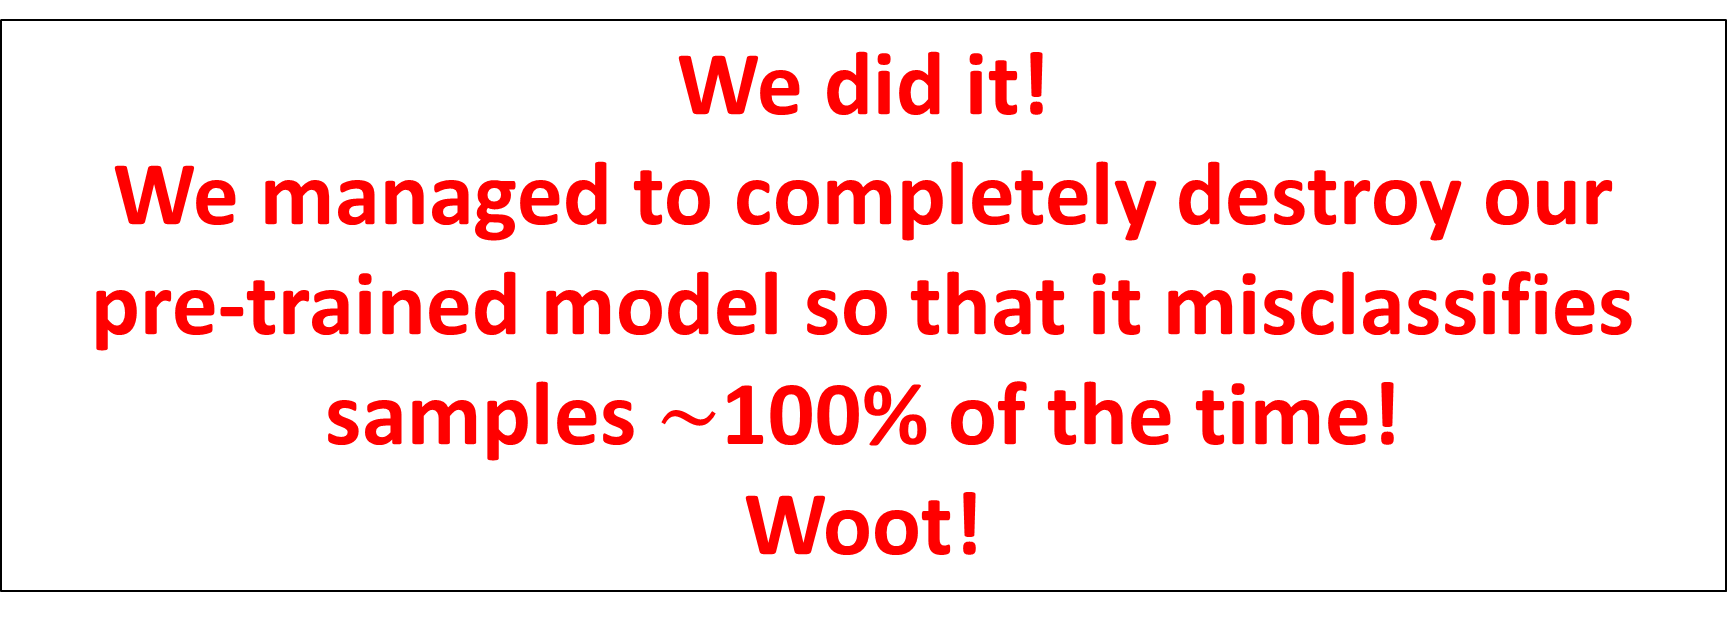 We did it!
We managed to completely destroy our
pre-trained model so that it misclassifies
samples ~100% of the time!
Woot!